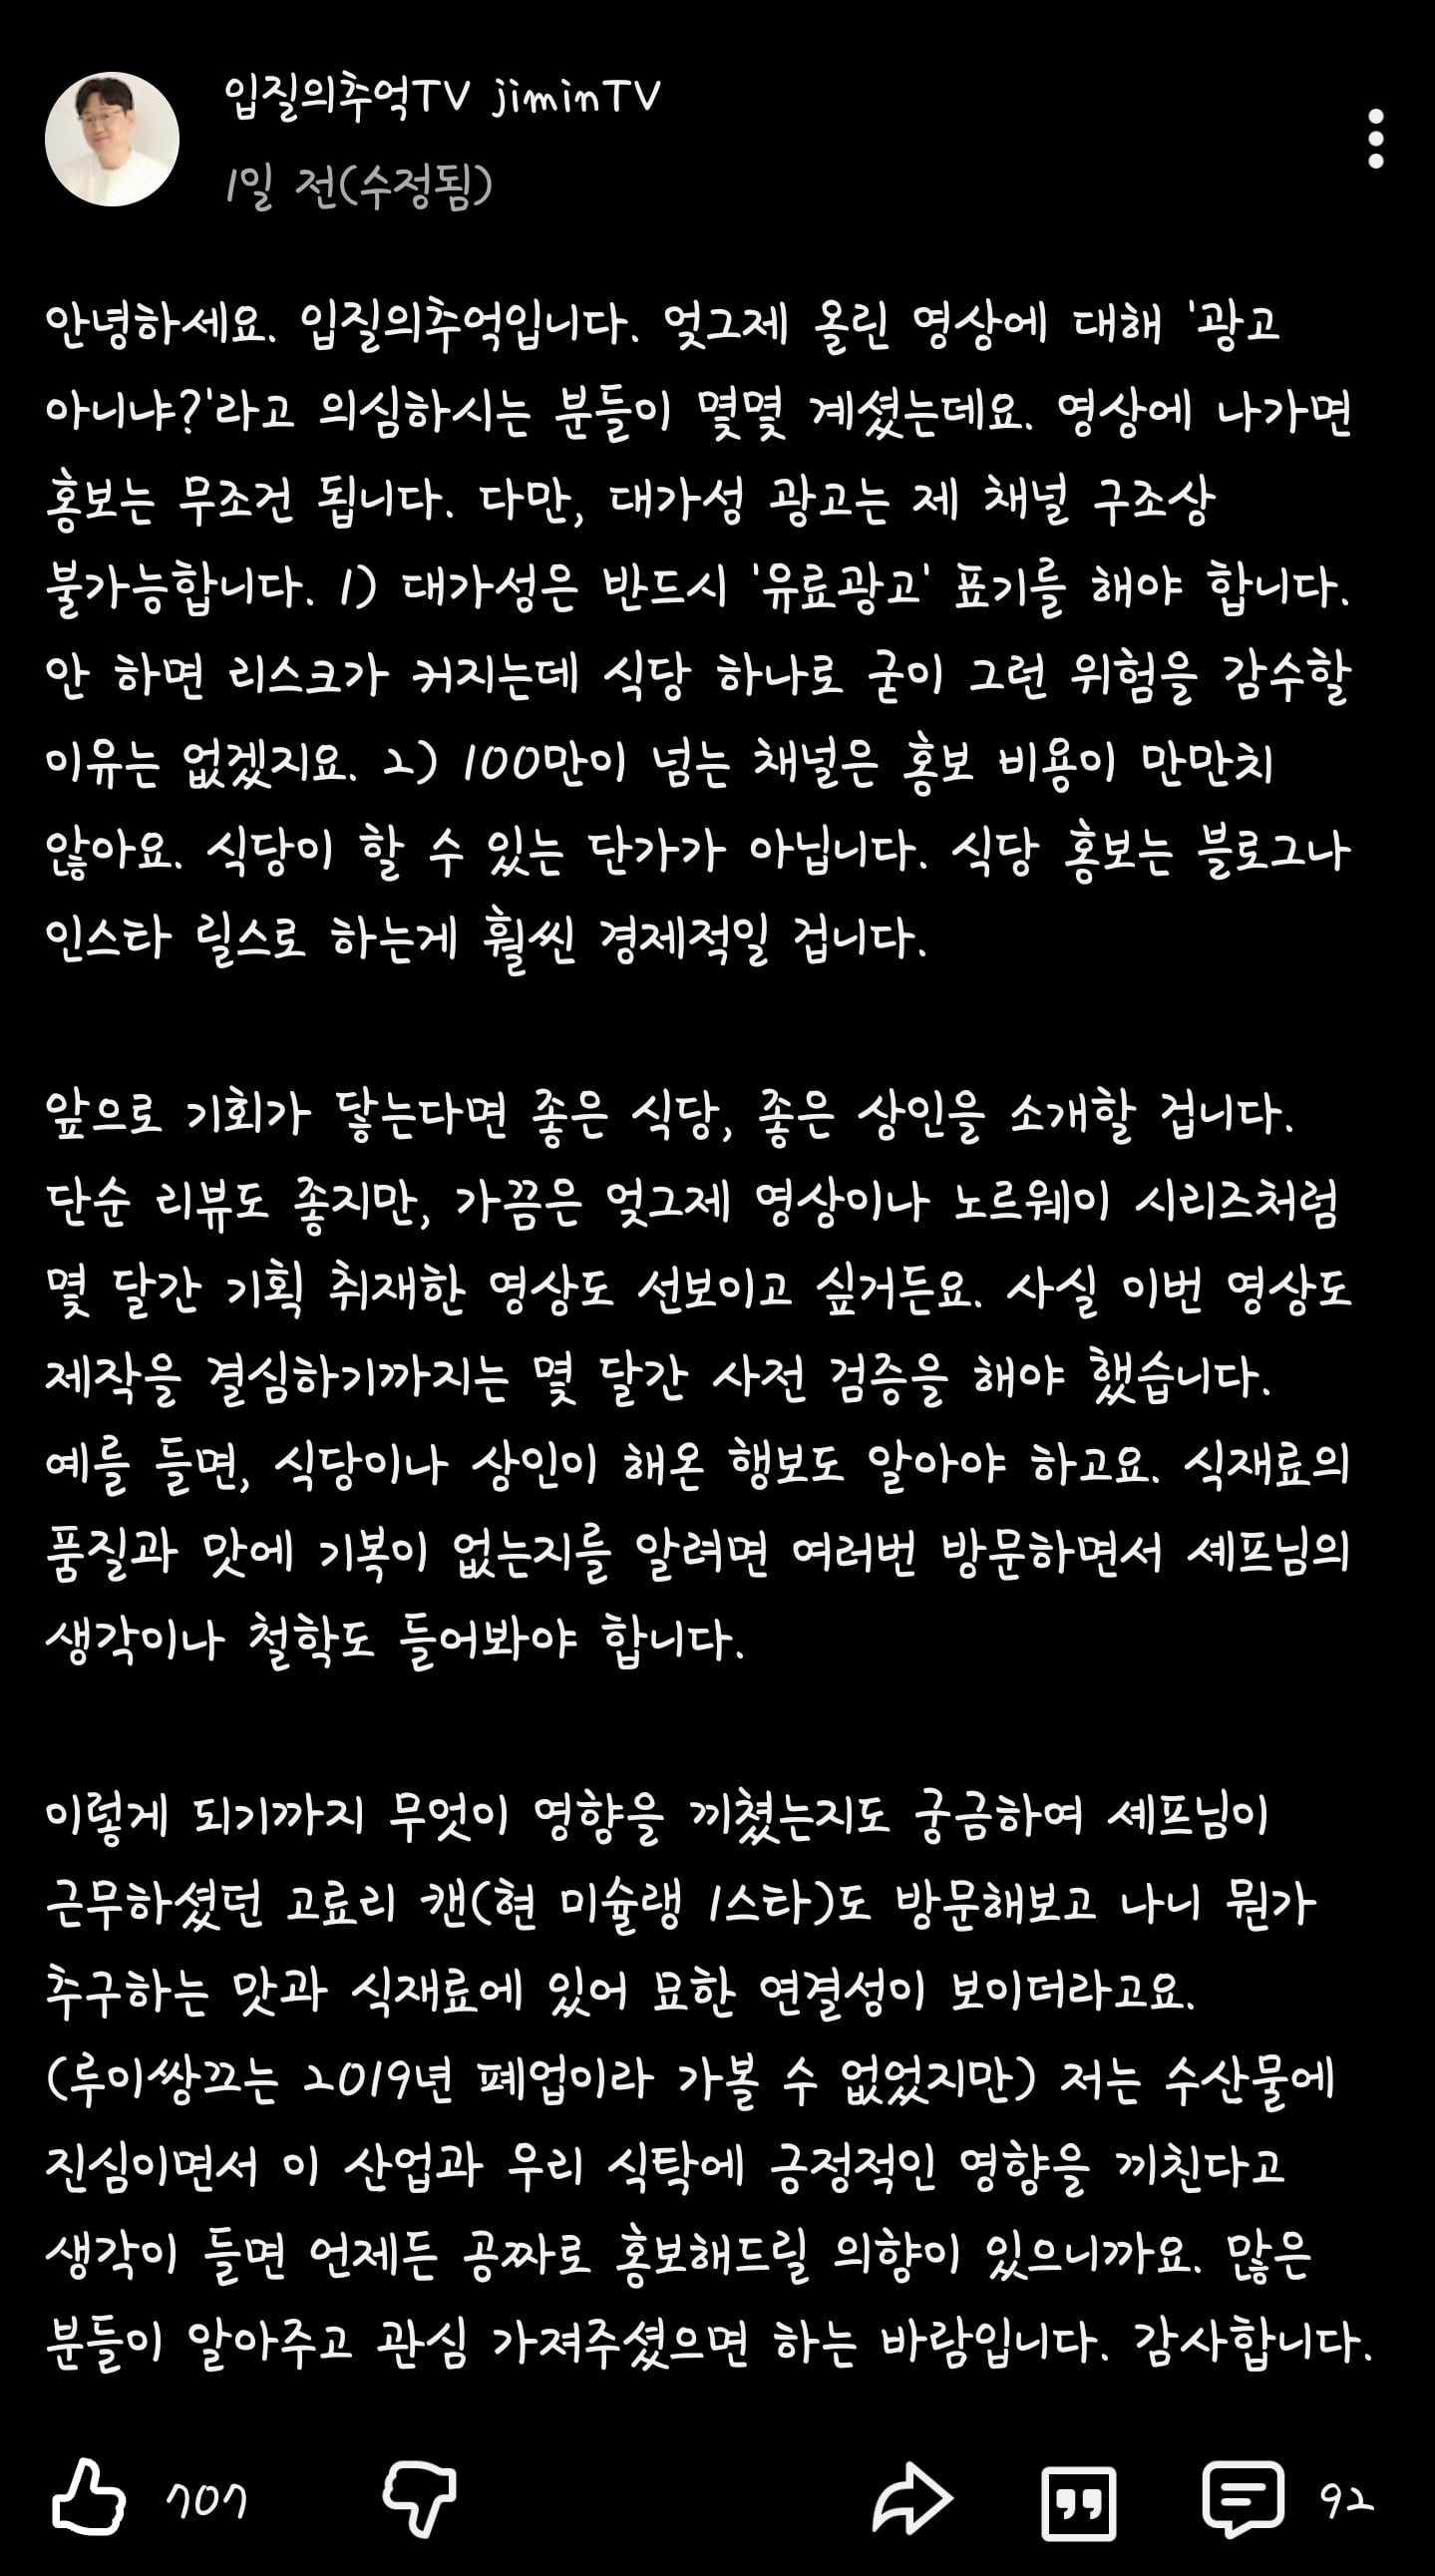 입질의추억TV jiminTV
1일 전(수정됨)
안녕하세요. 입질의추억입니다. 엊그제 올린 영상에 대해 '광고
아니냐?'라고 의심하시는 분들이 몇몇 계셨는데요. 영상에 나가면
홍보는 무조건 됩니다. 다만, 대가성 광고는 제 채널 구조상
불가능합니다. 1) 대가성은 반드시 '유료광고' 표기를 해야 합니다.
안 하면 리스크가 커지는데 식당 하나로 굳이 그런 위험을 감수할
이유는 없겠지요. 2) 100만이 넘는 채널은 홍보 비용이 만만치
않아요. 식당이 할 수 있는 단가가 아닙니다. 식당 홍보는 블로그나
인스타 릴스로 하는게 훨씬 경제적일 겁니다.
앞으로 기회가 닿는다면 좋은 식당, 좋은 상인을 소개할 겁니다.
단순 리뷰도 좋지만, 가끔은 엊그제 영상이나 노르웨이 시리즈처럼
몇 달간 기획 취재한 영상도 선보이고 싶거든요. 사실 이번 영상도
제작을 결심하기까지는 몇 달간 사전 검증을 해야 했습니다.
예를 들면, 식당이나 상인이 해온 행보도 알아야 하고요. 식재료의
품질과 맛에 기복이 없는지를 알려면 여러번 방문하면서 셰프님의
생각이나 철학도 들어봐야 합니다.
이렇게 되기까지 무엇이 영향을 끼쳤는지도 궁금하여 셰프님이
근무하셨던 고료리 켄(현 미슐랭 1스타)도 방문해보고 나니 뭔가
추구하는 맛과 식재료에 있어 묘한 연결성이 보이더라고요.
(루이쌍끄는 2019년 폐업이라 가볼 수 없었지만) 저는 수산물에
진심이면서 이 산업과 우리 식탁에 긍정적인 영향을 끼친다고
생각이 들면 언제든 공짜로 홍보해드릴 의향이 있으니까요. 많은
분들이 알아주고 관심 가져주셨으면 하는 바람입니다. 감사합니다.
707
92